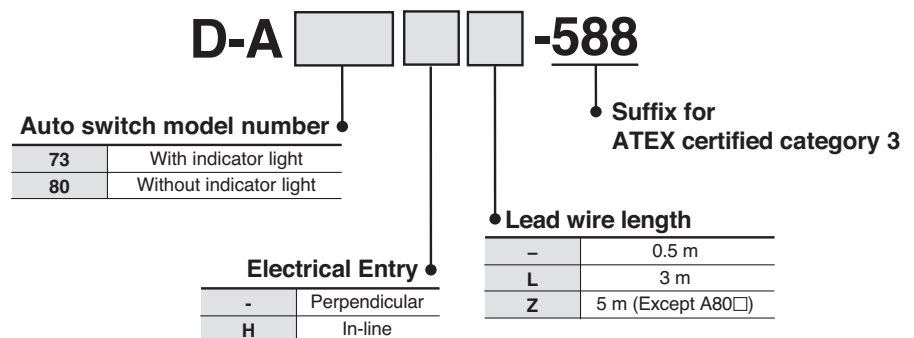 D-A -588
Suffix for
ATEX certified category 3
Auto switch model number
73 With indicator light
80 Without indicator light
Lead wire length
– 0.5 m
L 3 m
Z 5 m (Except A80□)
Electrical Entry
- Perpendicular
H In-line